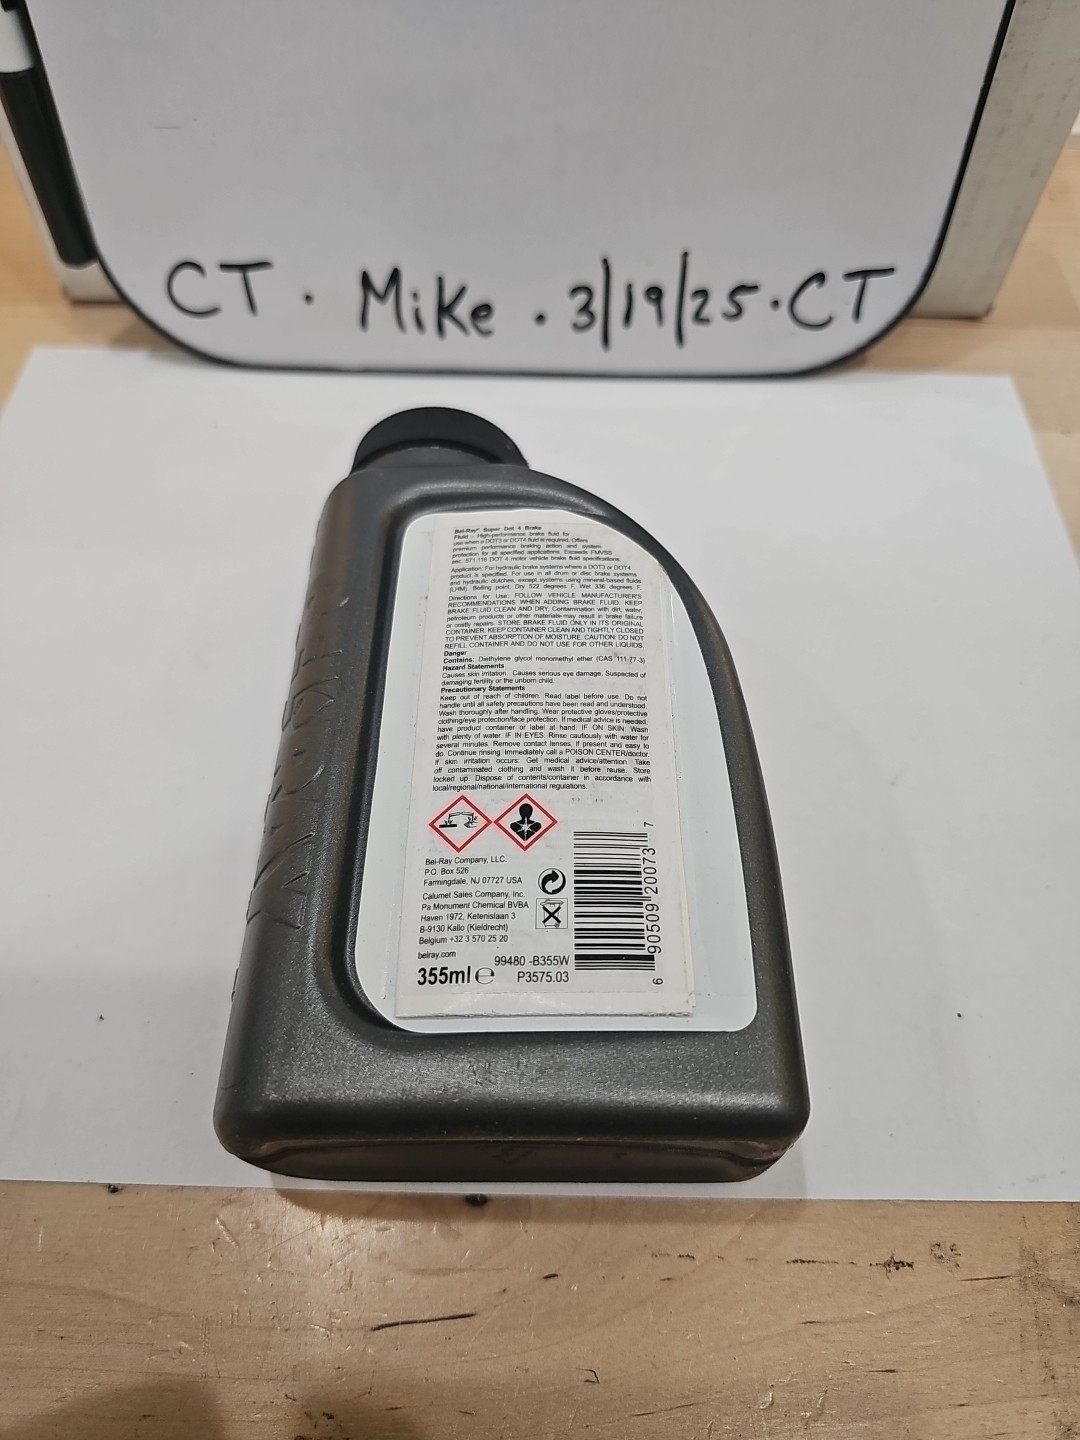 CT · Mike · 3/19/25 · CT
Bel-Ray® Super Dot 4 Brake
Fluid - High-performance brake fluid for
use when a DOT3 or DOT4 fluid is required. Offers
premium performance braking action and system
protection for all specified applications. Exceeds FMVSS
sec. 571.116 DOT 4 motor vehicle brake fluid specifications.
Application: For hydraulic brake systems where a DOT3 or DOT4
product is specified. For use in all drum or disc brake systems
and hydraulic clutches, except systems using mineral-based fluids
(LHM). Boiling point: Dry 522 degrees F, Wet 336 degrees F.
Directions for Use: FOLLOW VEHICLE MANUFACTURER'S
RECOMMENDATIONS WHEN ADDING BRAKE FLUID. KEEP
BRAKE FLUID CLEAN AND DRY. Contamination with dirt, water,
petroleum products or other materials may result in brake failure
or costly repairs. STORE BRAKE FLUID ONLY IN ITS ORIGINAL
CONTAINER. KEEP CONTAINER CLEAN AND TIGHTLY CLOSED
TO PREVENT ABSORPTION OF MOISTURE. CAUTION: DO NOT
REFILL CONTAINER AND DO NOT USE FOR OTHER LIQUIDS.
Danger
Contains: Diethylene glycol monomethyl ether (CAS 111-77-3)
Hazard Statements
Causes skin irritation. Causes serious eye damage. Suspected of
damaging fertility or the unborn child.
Precautionary Statements
Keep out of reach of children. Read label before use. Do not
handle until all safety precautions have been read and understood.
Wash thoroughly after handling. Wear protective gloves/protective
clothing/eye protection/face protection. If medical advice is needed,
have product container or label at hand. IF ON SKIN: Wash
with plenty of water. IF IN EYES: Rinse cautiously with water for
several minutes. Remove contact lenses, if present and easy to
do. Continue rinsing. Immediately call a POISON CENTER/doctor.
If skin irritation occurs: Get medical advice/attention. Take
off contaminated clothing and wash it before reuse. Store
locked up. Dispose of contents/container in accordance with
local/regional/national/international regulations.
Bel-Ray Company, LLC.
P.O. Box 526
Farmingdale, NJ 07727 USA
Calumet Sales Company, Inc.
Pa Monument Chemical BVBA
Haven 1972, Ketenislaan 3
B-9130 Kallo (Kieldrecht)
Belgium +32 3 570 25 20
belray.com
99480 -B355W
355ml e
P3575.03
6 90509 20073 7